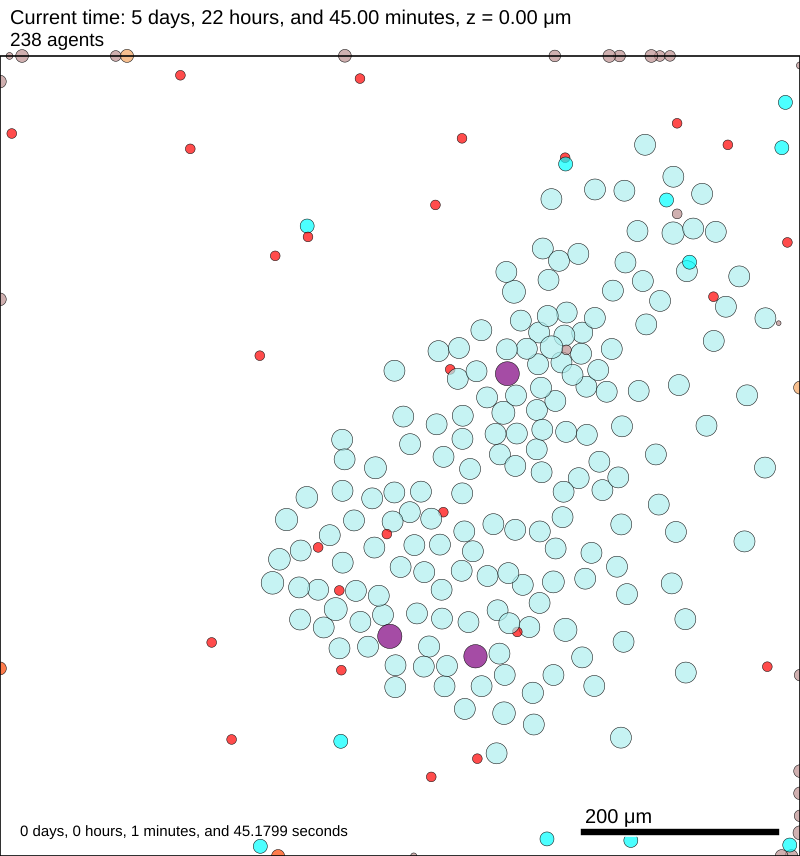 Current time: 5 days, 22 hours, and 45.00 minutes, z = 0.00 μm
238 agents
200 μm
0 days, 0 hours, 1 minutes, and 45.1799 seconds